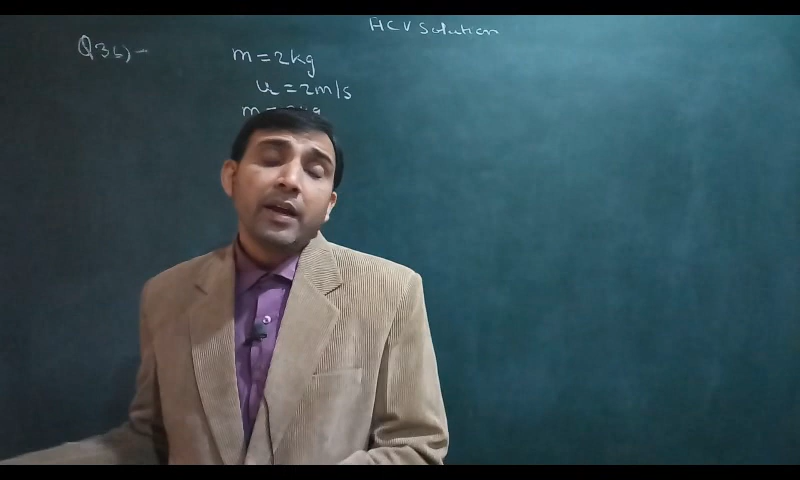 HCV Solution
Q36)-
m = 2kg
u = 2m/s
m =